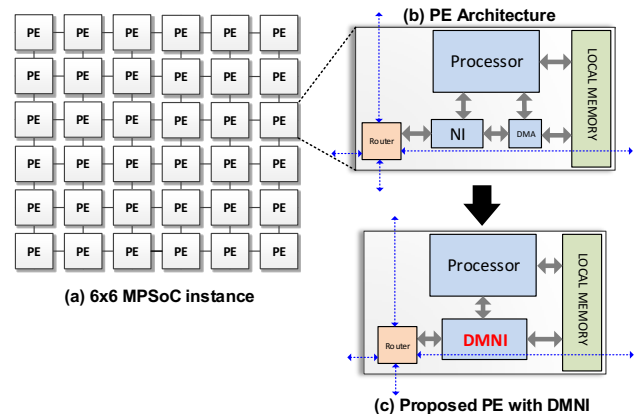 (b) PE Architecture
PE PE PE PE PE PE
PE PE PE PE PE PE
PE PE PE PE PE PE
PE PE PE PE PE PE
PE PE PE PE PE PE
PE PE PE PE PE PE
(a) 6x6 MPSoC instance
Processor
LOCAL MEMORY
Router
NI
DMA
Processor
LOCAL MEMORY
Router
DMNI
(c) Proposed PE with DMNI